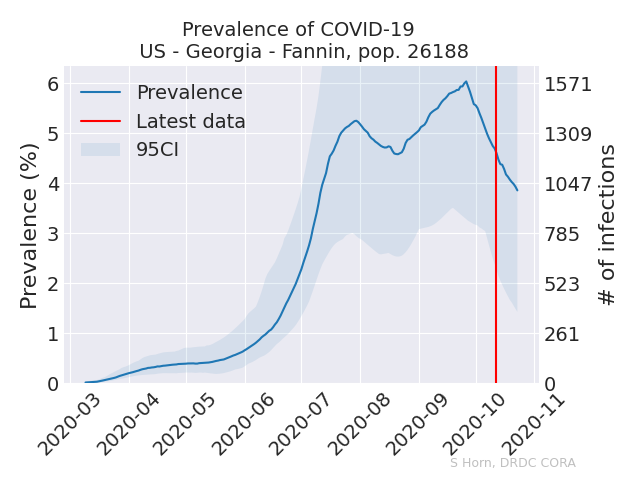 Prevalence of COVID-19
US - Georgia - Fannin, pop. 26188
Prevalence
Latest data
95CI
Prevalence (%)
6
5
4
3
2
1
0
1571
1309
1047
785
523
261
0
# of infections
2020-03
2020-04
2020-05
2020-06
2020-07
2020-08
2020-09
2020-10
2020-11
S Horn, DRDC CORA